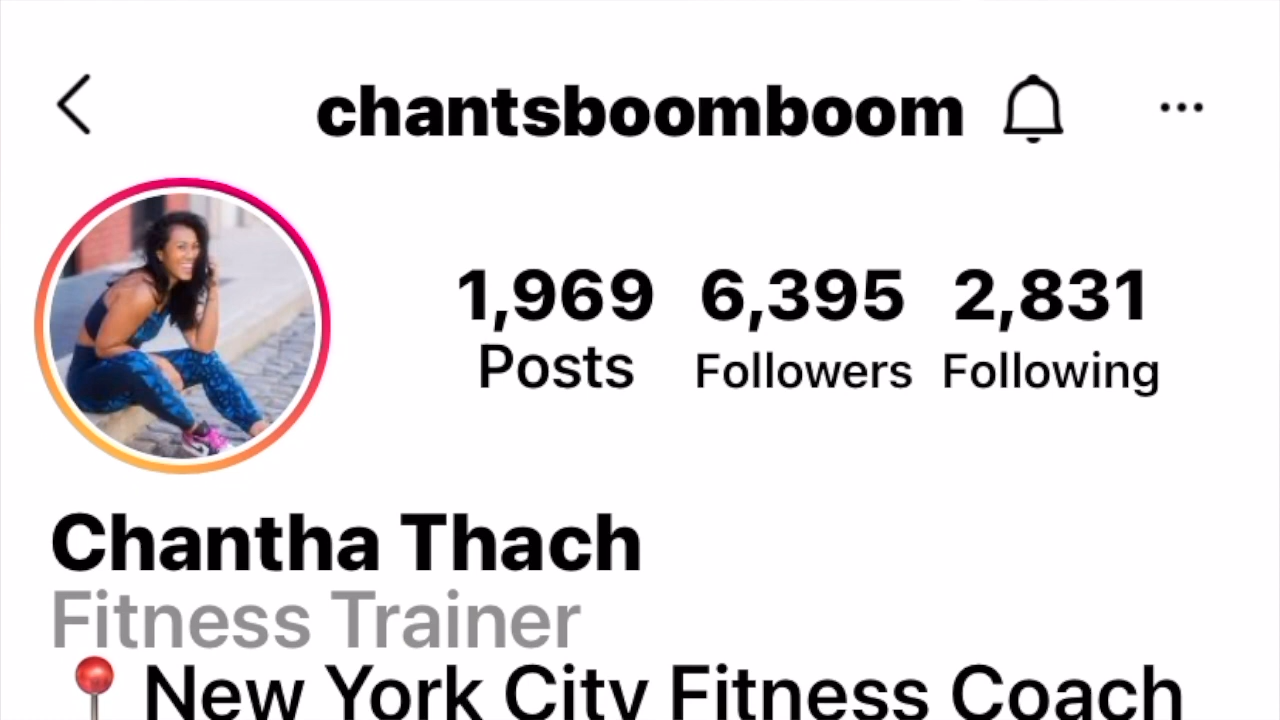 chantsboomboom
1,969 6,395 2,831
Posts Followers Following
Chantha Thach
Fitness Trainer
📍 New York City Fitness Coach